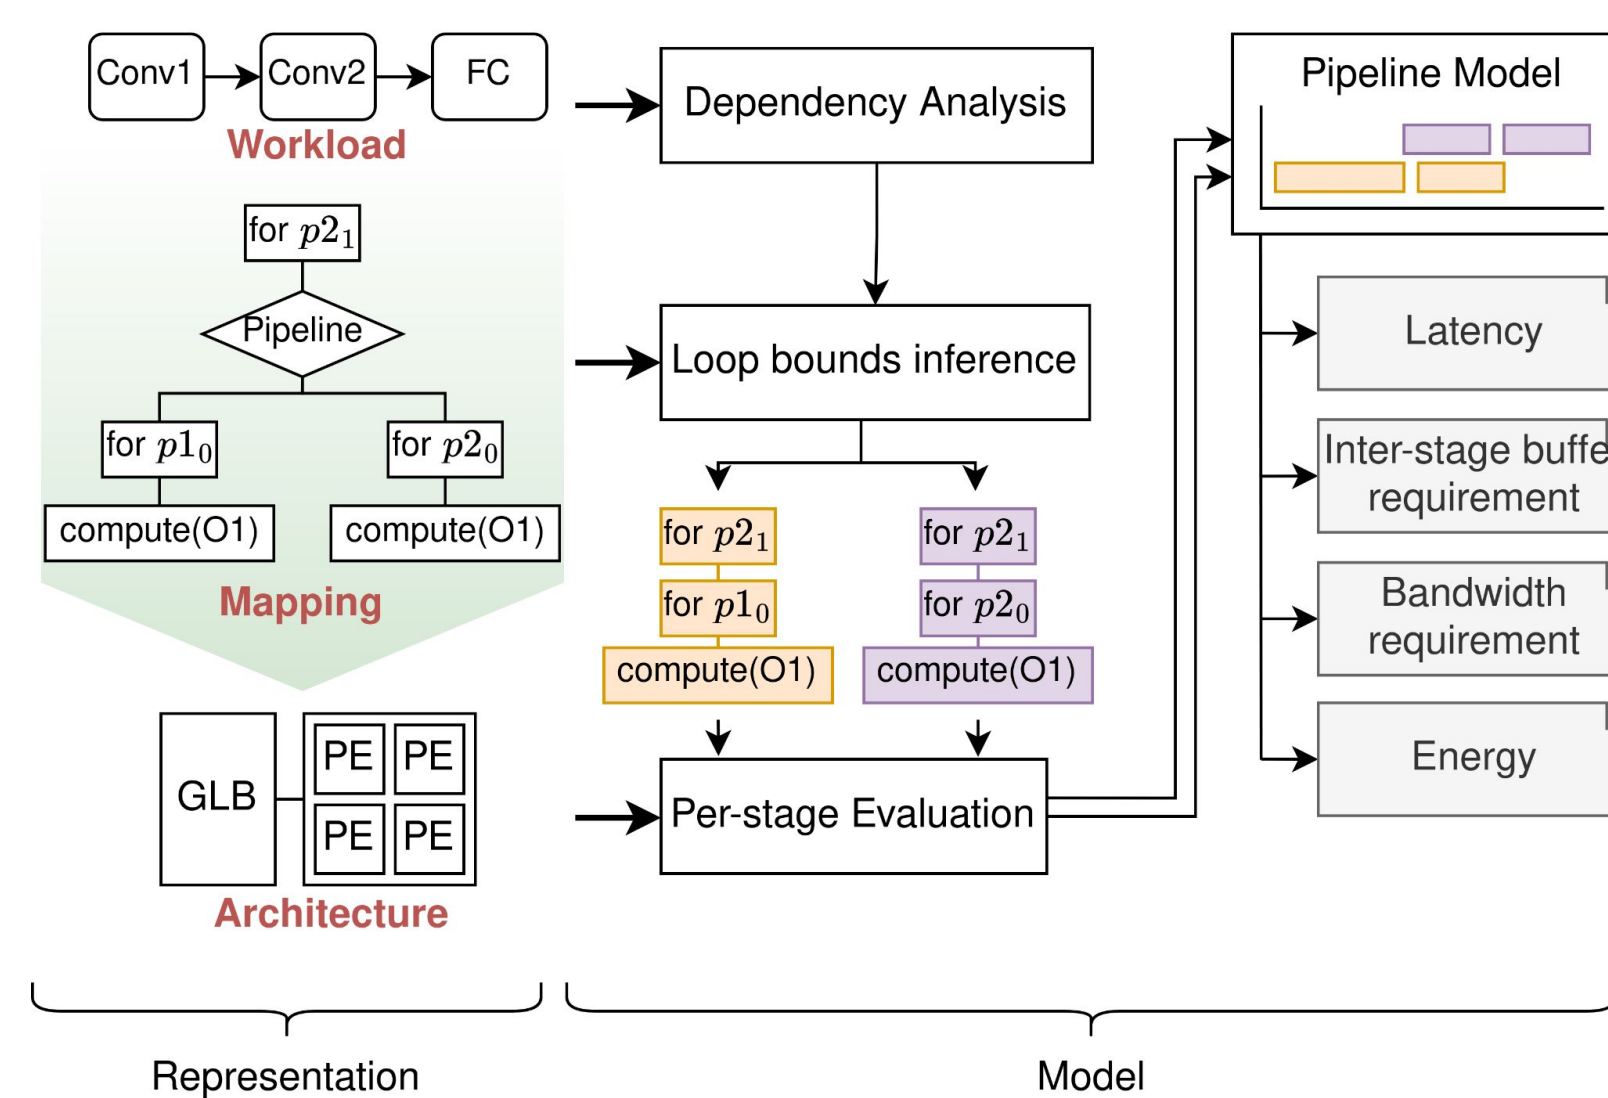 Conv1
Conv2
FC
Workload
for p2₁
Pipeline
for p1₀
for p2₀
compute(O1)
compute(O1)
Mapping
GLB
PE
PE
PE
PE
Architecture
Representation
Dependency Analysis
Loop bounds inference
for p2₁
for p1₀
compute(O1)
for p2₁
for p2₀
compute(O1)
Per-stage Evaluation
Pipeline Model
Latency
Inter-stage buffe
requirement
Bandwidth
requirement
Energy
Model